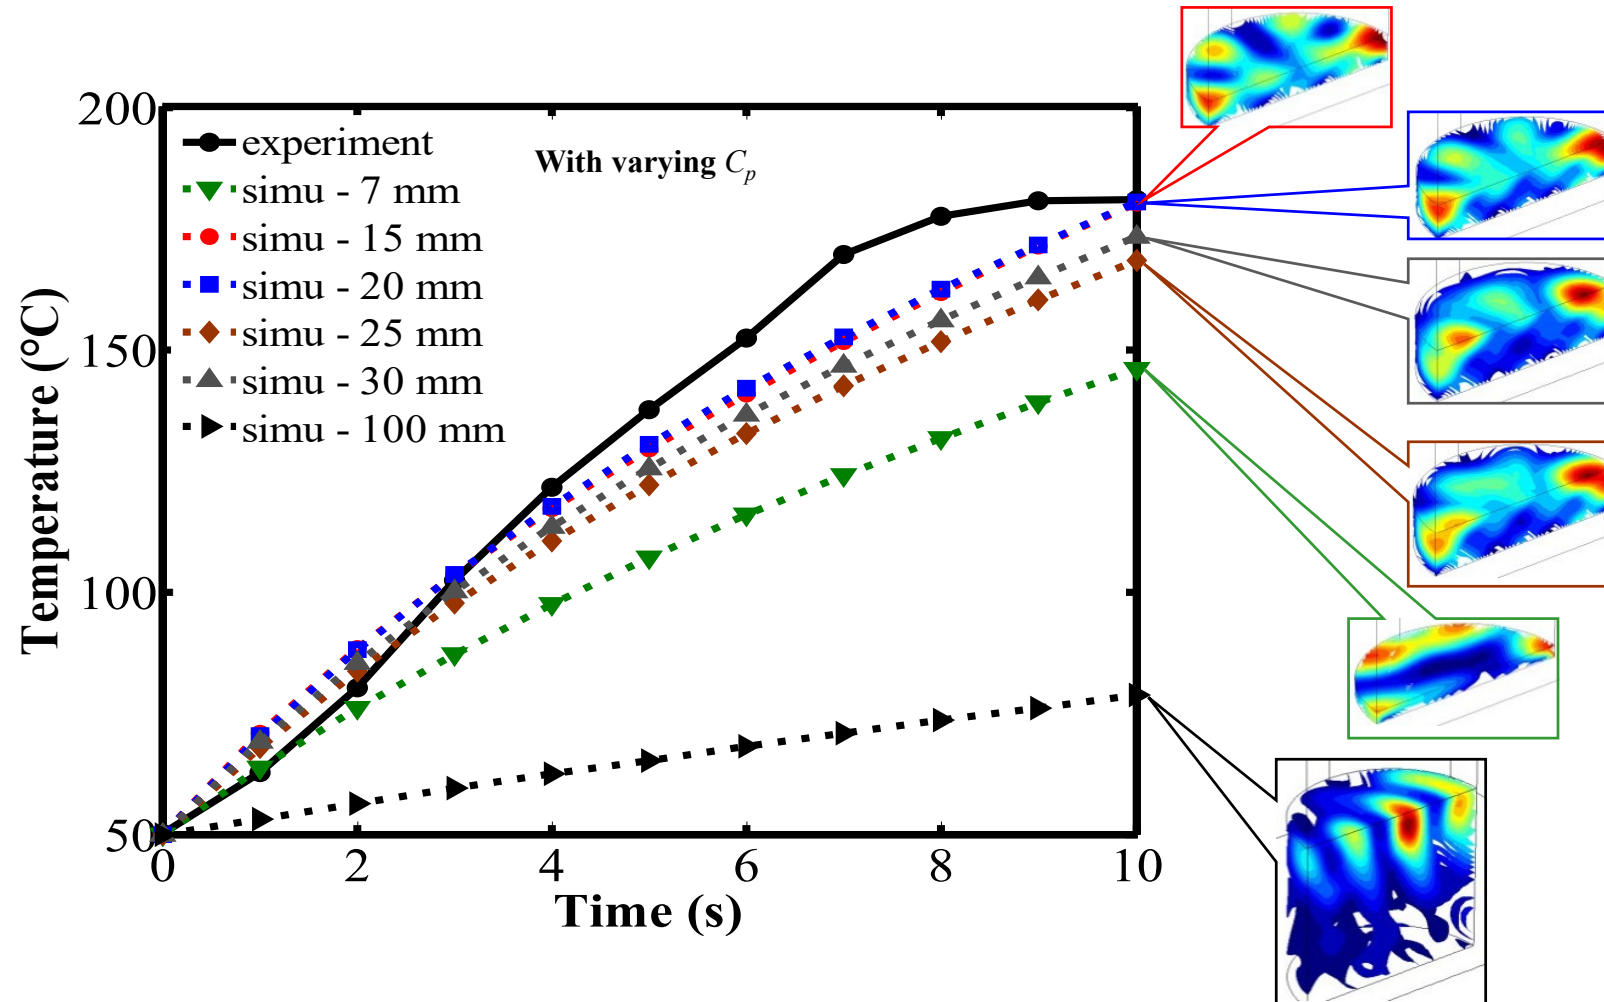 200
experiment
With varying Cp
simu - 7 mm
simu - 15 mm
simu - 20 mm
simu - 25 mm
simu - 30 mm
simu - 100 mm
150
100
50
Temperature (°C)
0 2 4 6 8 10
Time (s)